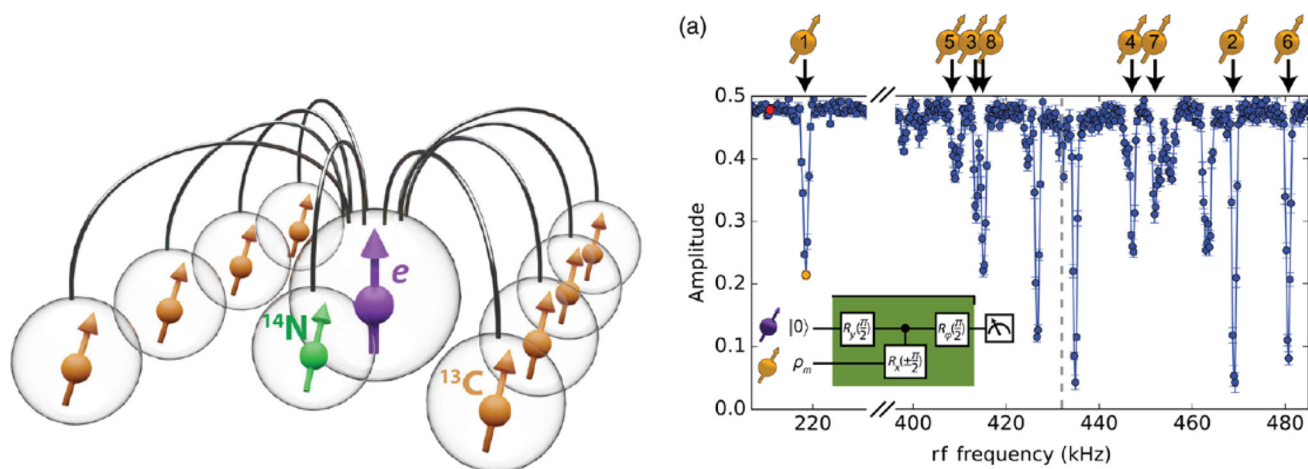 e
14N
13C
(a)
1 5 3 8 4 7 2 6
0.5
0.4
0.3
0.2
0.1
0.0
Amplitude
|0⟩ Ry(π/2) Rφ(π/2)
ρm Rx(±π/2)
220 400 420 440 460 480
rf frequency (kHz)